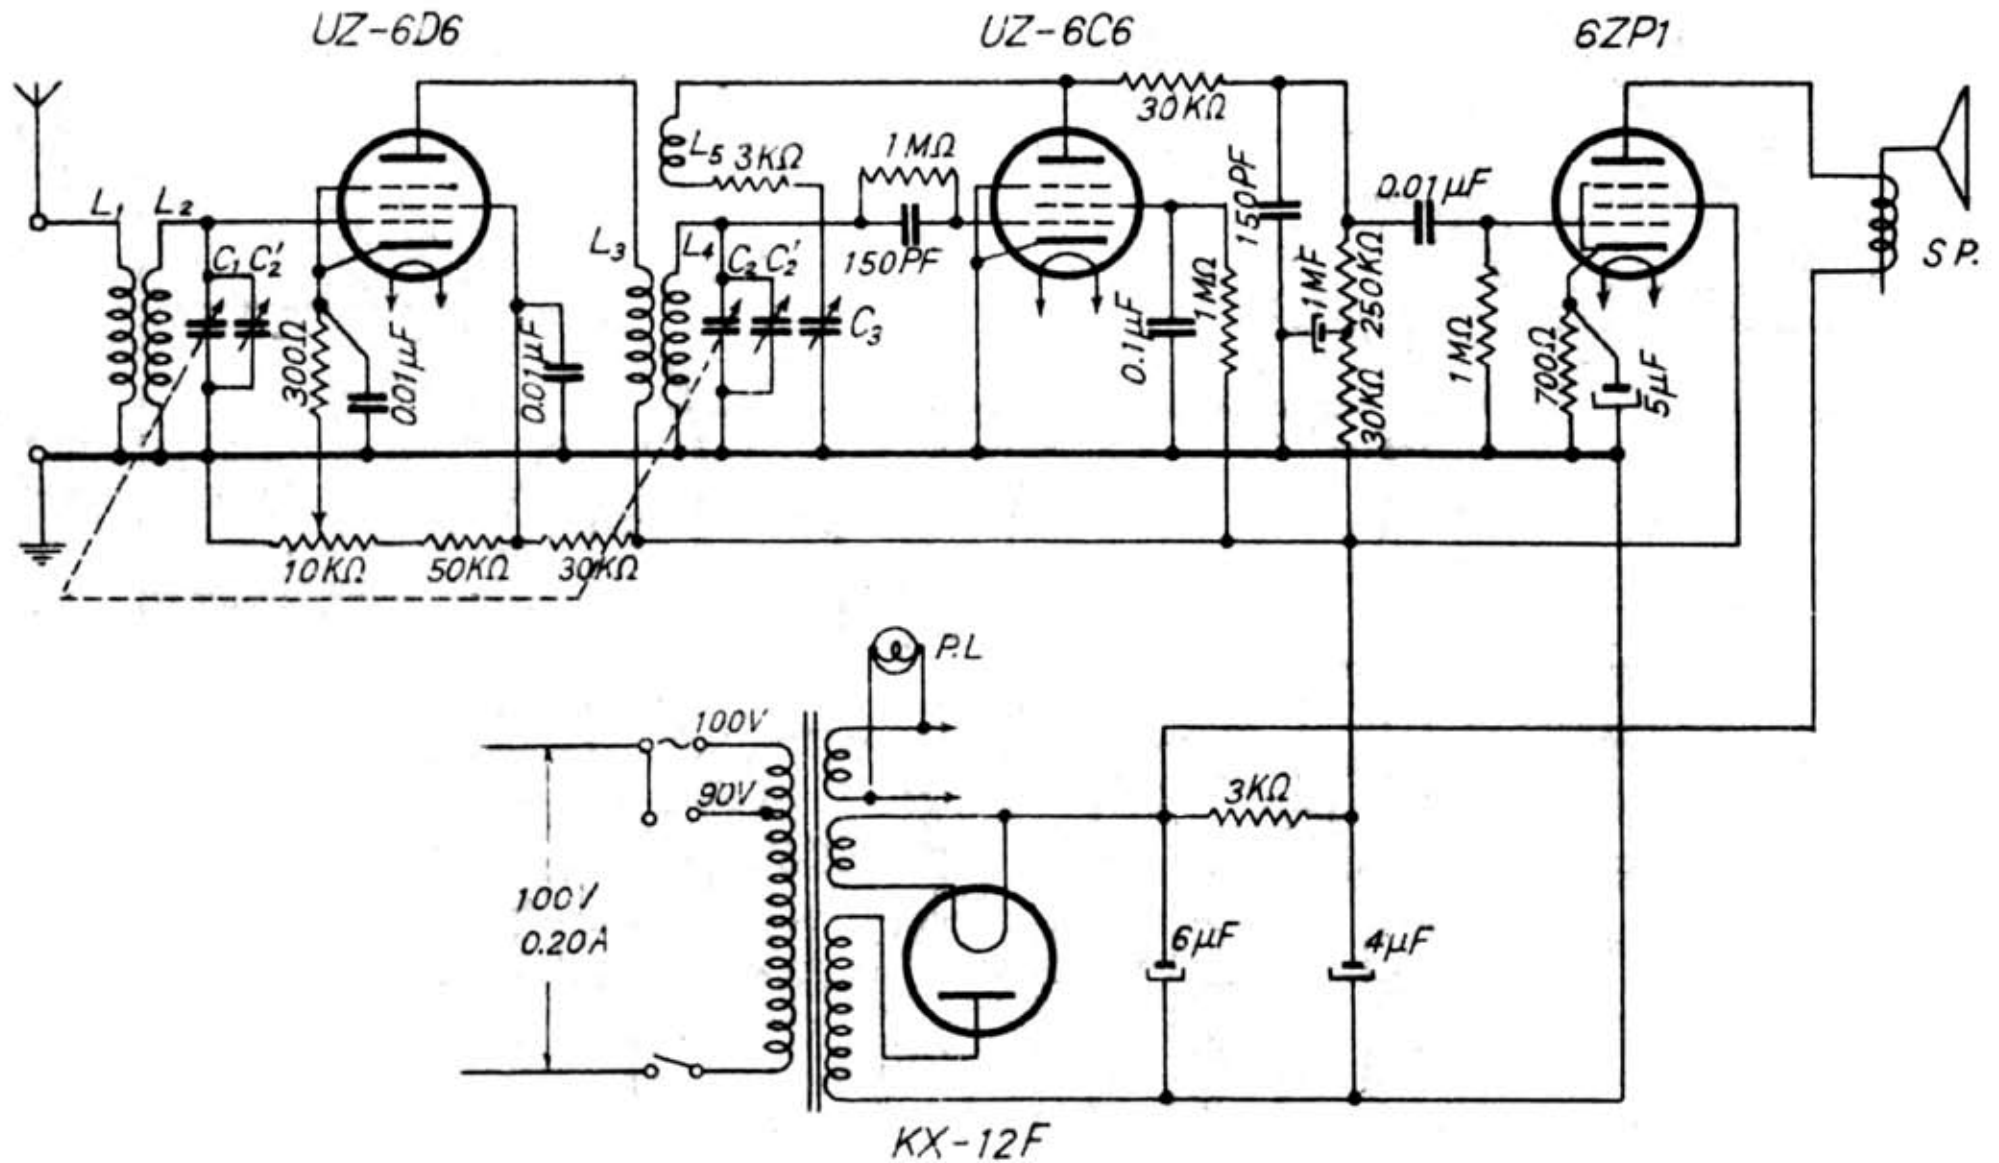 UZ-6D6
UZ-6C6
6ZP1
30KΩ
L5
3KΩ
1MΩ
L1
L2
C1
C2'
L3
L4
C2
C2'
C3
150PF
150PF
0.01μF
1MF
250KΩ
30KΩ
SP.
300Ω
0.01μF
0.01μF
0.1μF
1MΩ
1MΩ
700Ω
5μF
10KΩ
50KΩ
30KΩ
P.L
100V
90V
3KΩ
100V
0.20A
6μF
4μF
KX-12F